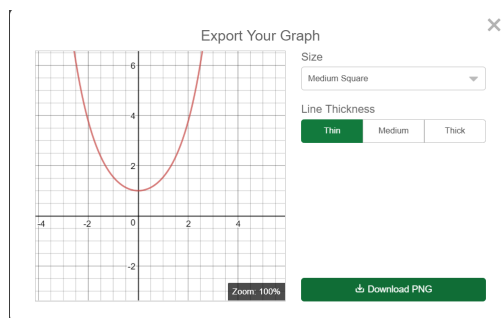 Export Your Graph
6
4
2
-4 -2 0 2 4
-2
Zoom: 100%
Size
Medium Square
Line Thickness
Thin Medium Thick
Download PNG